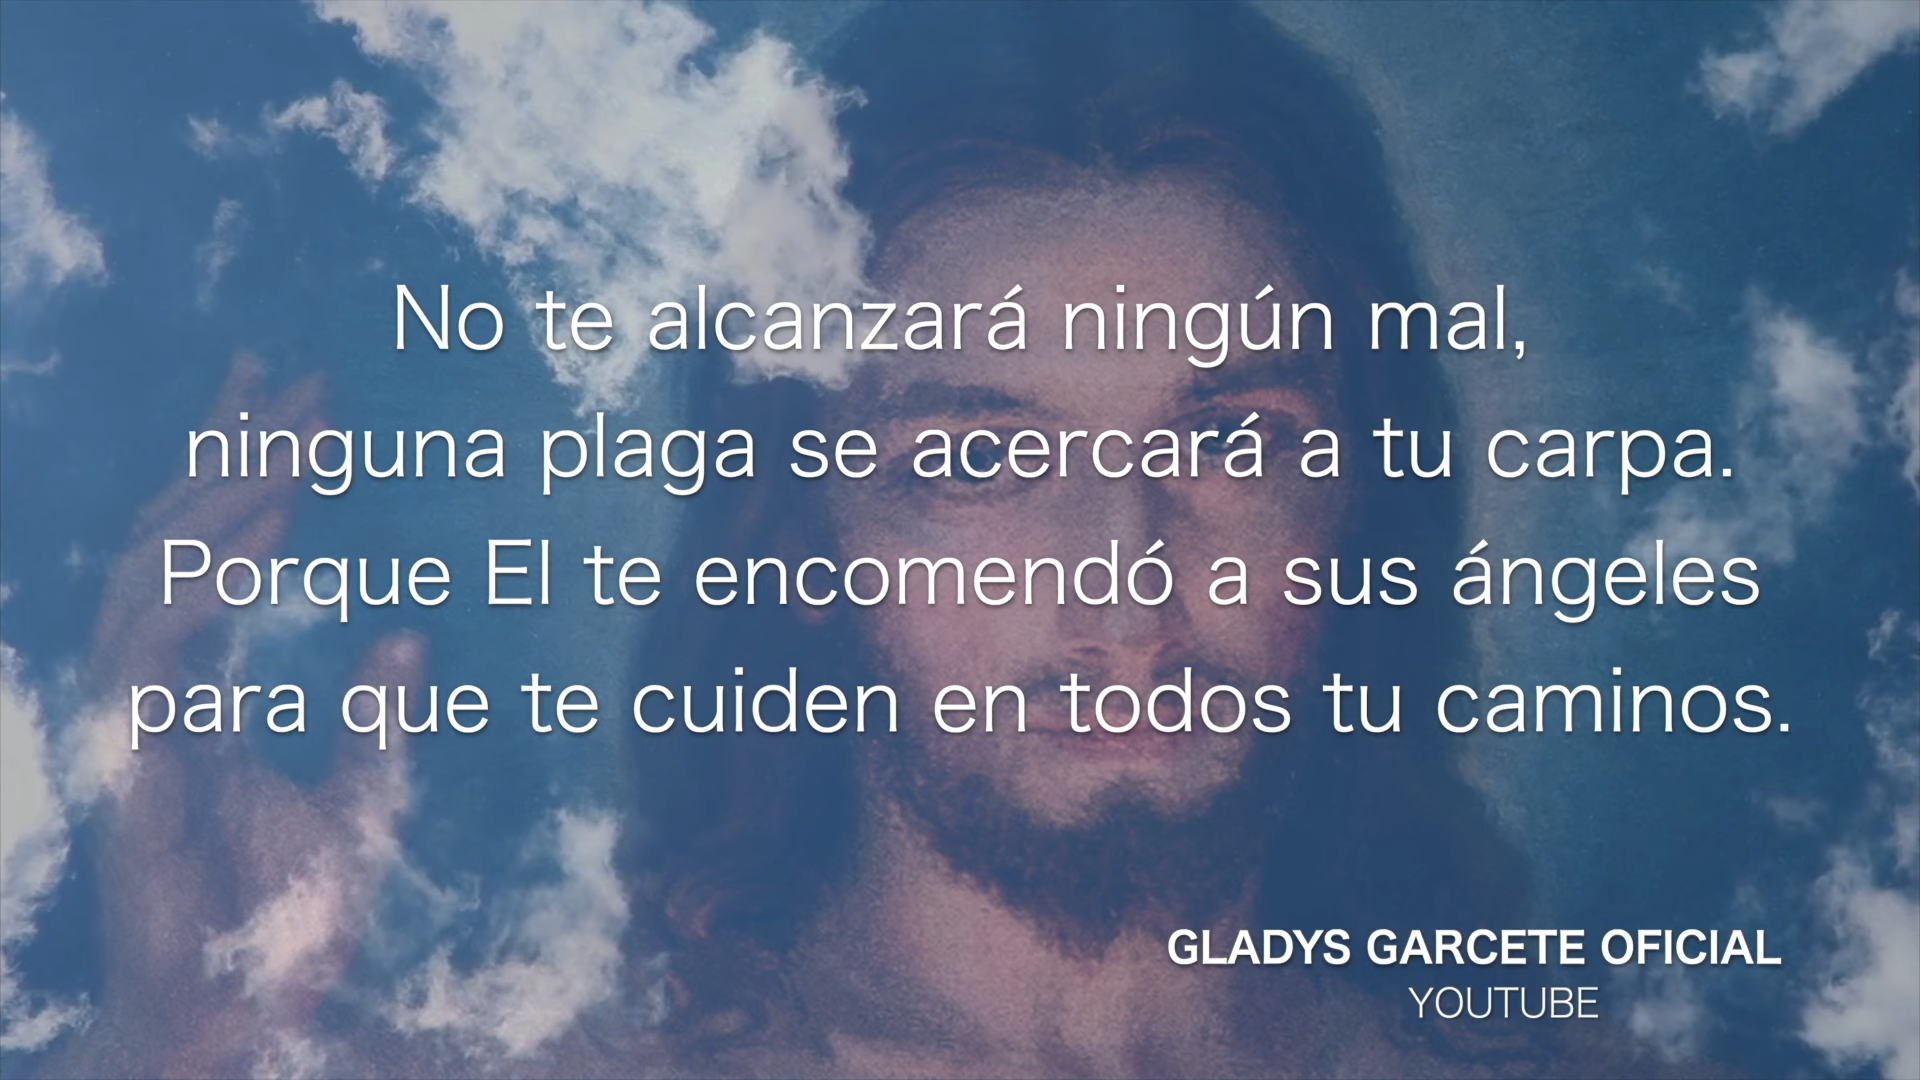 No te alcanzará ningún mal,
ninguna plaga se acercará a tu carpa.
Porque El te encomendó a sus ángeles
para que te cuiden en todos tu caminos.
GLADYS GARCETE OFICIAL
YOUTUBE